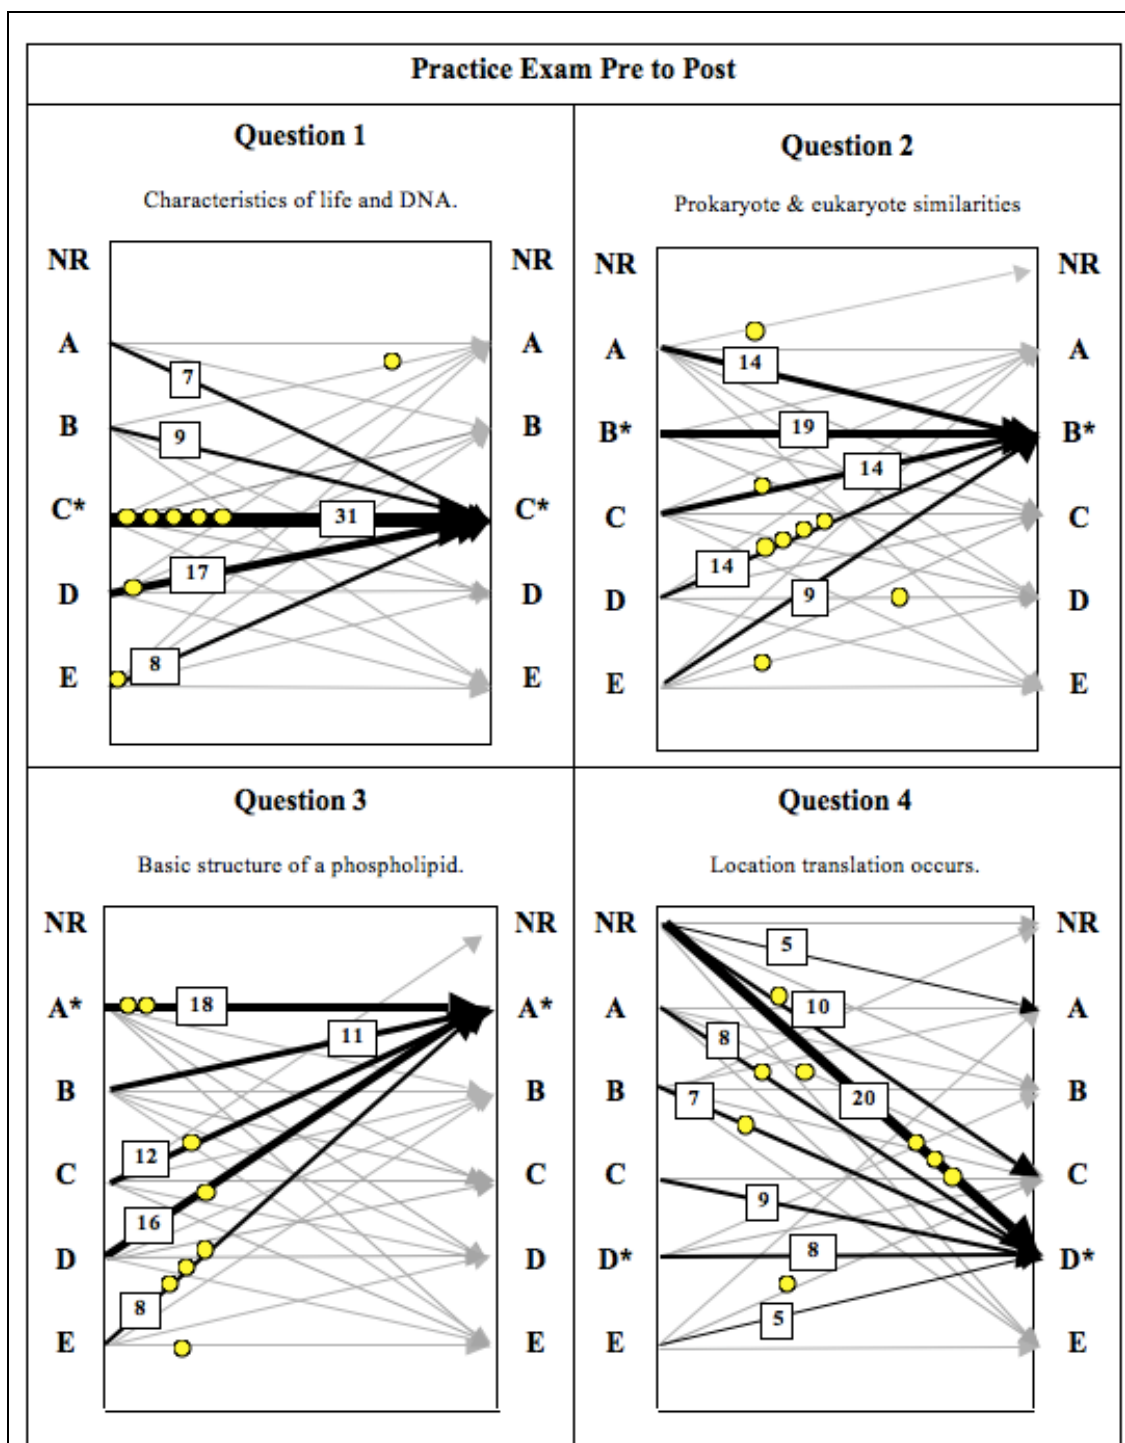 Practice Exam Pre to Post
Question 1
Characteristics of life and DNA.
NR NR
A A
7
B B
9
C* C*
31
D D
17
E E
8
Question 2
Prokaryote & eukaryote similarities
NR NR
A A
14
B* B*
19
C C
14
D D
14
9
E E
Question 3
Basic structure of a phospholipid.
NR NR
A* A*
18
11
B B
C C
12
D D
16
E E
8
Question 4
Location translation occurs.
NR NR
5
A A
10
8
B B
7
20
C C
9
D* D*
8
E E
5